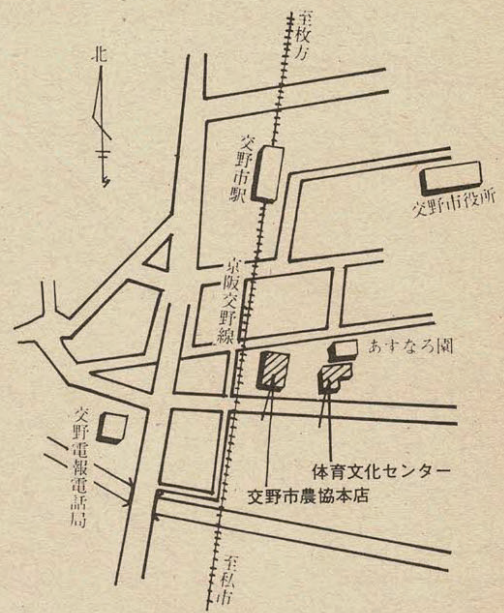 至枚方
北
交野市駅
交野市役所
京阪交野線
あすなろ園
交野電報電話局
体育文化センター
交野市農協本店
至私市